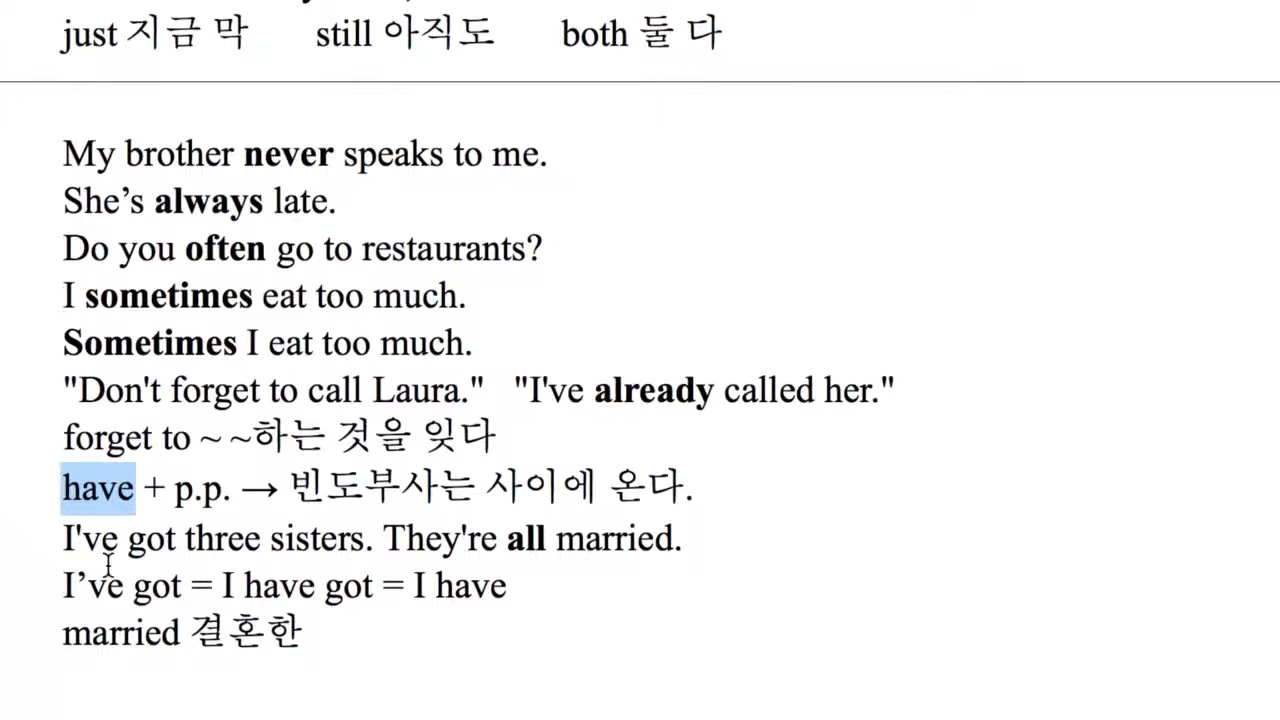 just 지금 막 still 아직도 both 둘 다
My brother never speaks to me.
She’s always late.
Do you often go to restaurants?
I sometimes eat too much.
Sometimes I eat too much.
"Don't forget to call Laura." "I've already called her."
forget to ~ ~하는 것을 잊다
have + p.p. → 빈도부사는 사이에 온다.
I've got three sisters. They're all married.
I’ve got = I have got = I have
married 결혼한